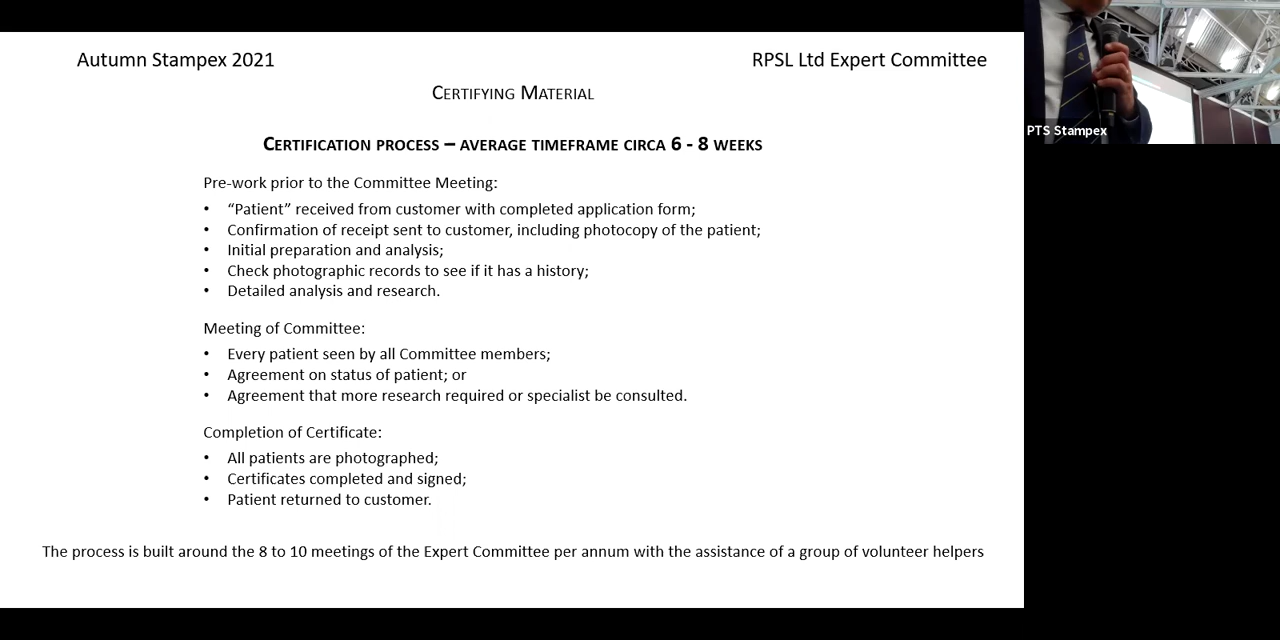 Autumn Stampex 2021
RPSL Ltd Expert Committee
CERTIFYING MATERIAL
CERTIFICATION PROCESS – AVERAGE TIMEFRAME CIRCA 6 - 8 WEEKS
Pre-work prior to the Committee Meeting:
• “Patient” received from customer with completed application form;
• Confirmation of receipt sent to customer, including photocopy of the patient;
• Initial preparation and analysis;
• Check photographic records to see if it has a history;
• Detailed analysis and research.
Meeting of Committee:
• Every patient seen by all Committee members;
• Agreement on status of patient; or
• Agreement that more research required or specialist be consulted.
Completion of Certificate:
• All patients are photographed;
• Certificates completed and signed;
• Patient returned to customer.
The process is built around the 8 to 10 meetings of the Expert Committee per annum with the assistance of a group of volunteer helpers
PTS Stampex